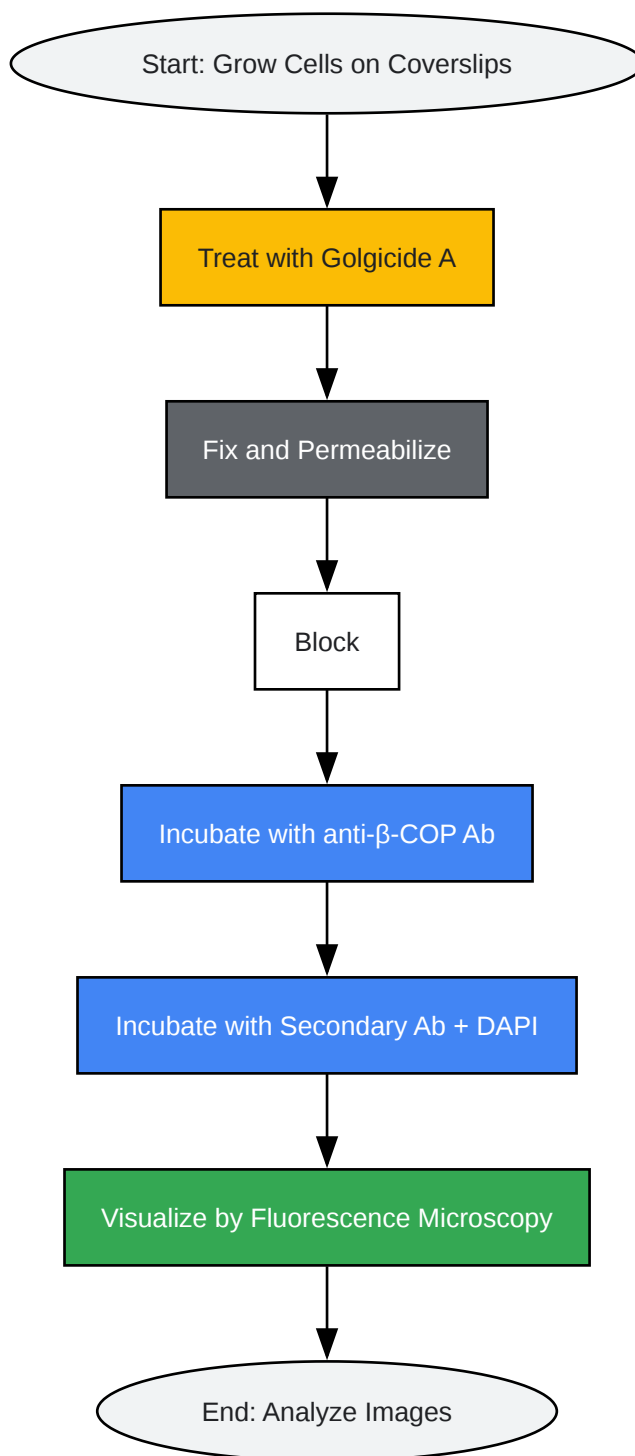 Start: Grow Cells on Coverslips
Treat with Golgicide A
Fix and Permeabilize
Block
Incubate with anti-β-COP Ab
Incubate with Secondary Ab + DAPI
Visualize by Fluorescence Microscopy
End: Analyze Images